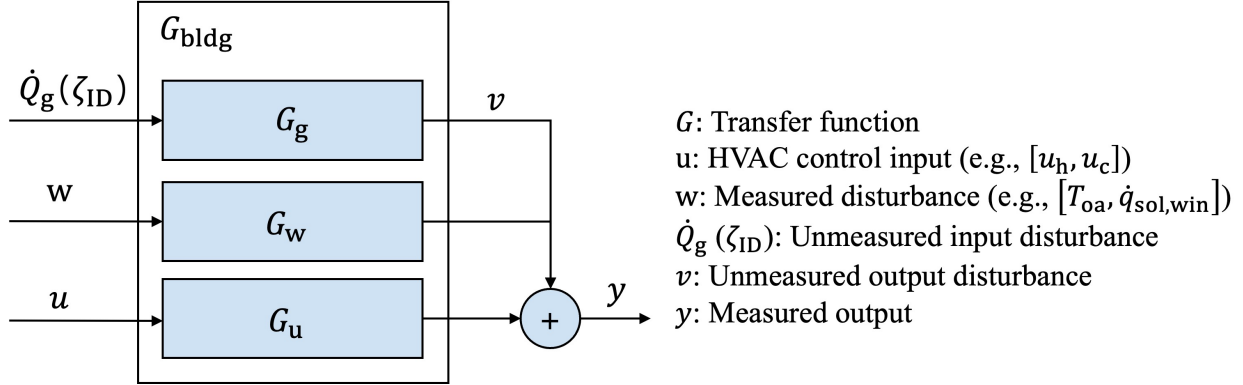 G_bldg
Q̇_g(ζ_ID)
G_g
v
w
G_w
u
G_u
+
y
G: Transfer function
u: HVAC control input (e.g., [u_h, u_c])
w: Measured disturbance (e.g., [T_oa, q̇_sol,win])
Q̇_g (ζ_ID): Unmeasured input disturbance
v: Unmeasured output disturbance
y: Measured output